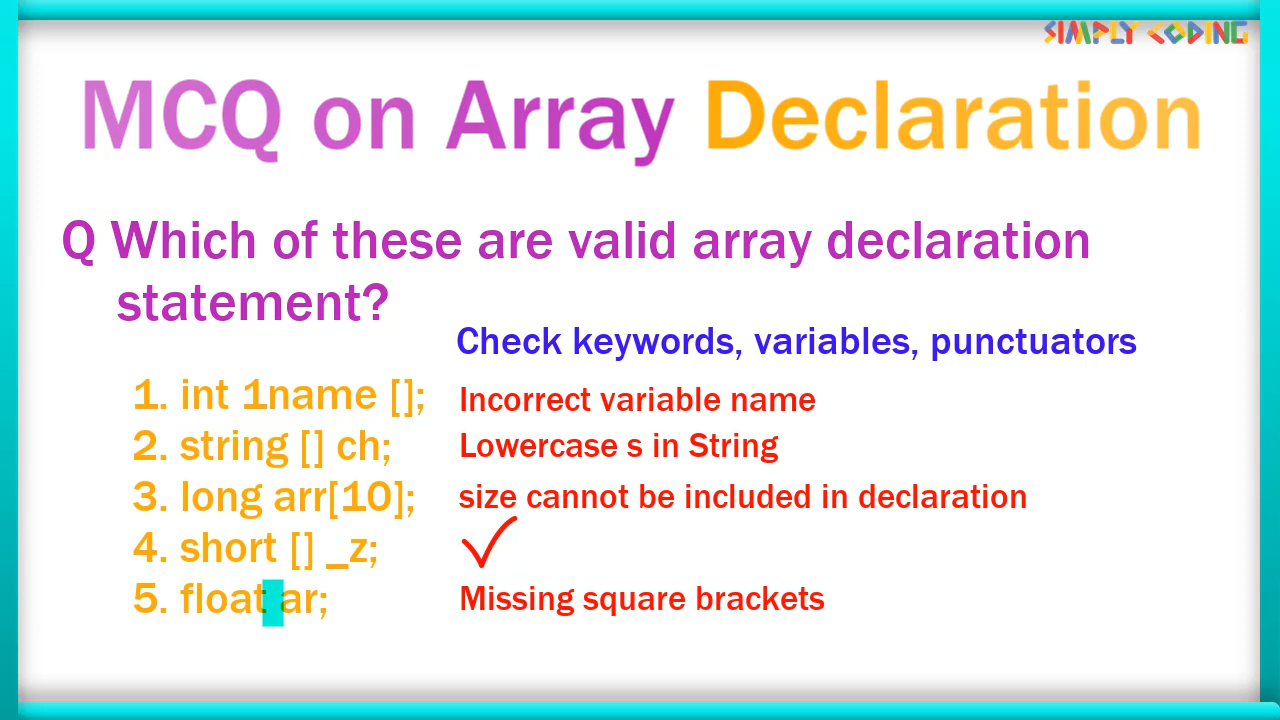 SIMPLY CODING
MCQ on Array Declaration
Q Which of these are valid array declaration
statement?
Check keywords, variables, punctuators
1. int 1name []; Incorrect variable name
2. string [] ch; Lowercase s in String
3. long arr[10]; size cannot be included in declaration
4. short [] _z; ✓
5. float ar; Missing square brackets